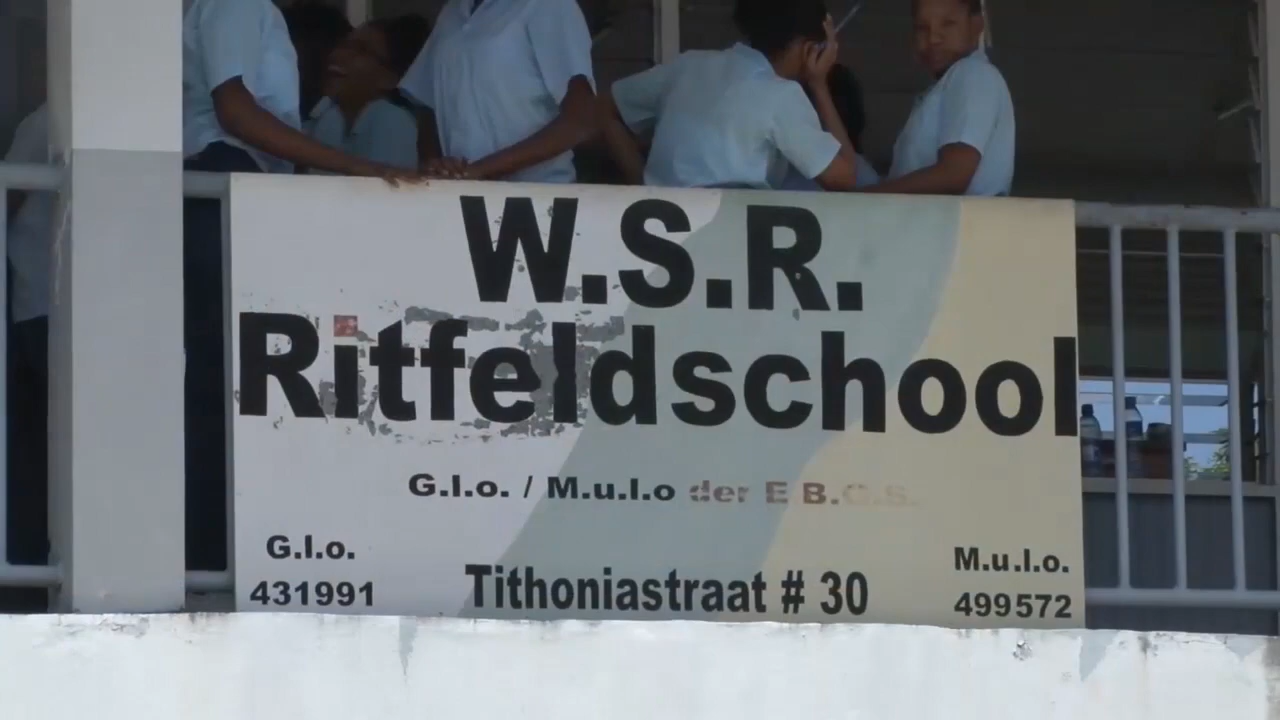 W.S.R.
Ritfeldschool
G.l.o. / M.u.l.o der E B.G.S.
G.l.o.
431991
Tithoniastraat # 30
M.u.l.o.
499572